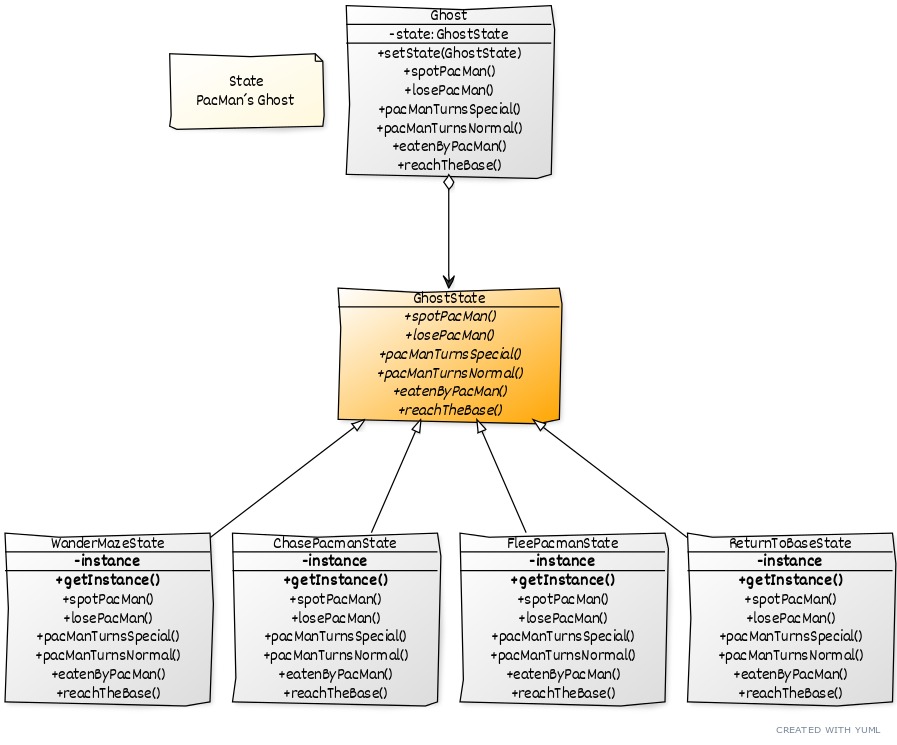 Ghost
-state: GhostState
+setState(GhostState)
+spotPacMan()
+losePacMan()
+pacManTurnsSpecial()
+pacManTurnsNormal()
+eatenByPacMan()
+reachTheBase()
State
PacMan´s Ghost
GhostState
+spotPacMan()
+losePacMan()
+pacManTurnsSpecial()
+pacManTurnsNormal()
+eatenByPacMan()
+reachTheBase()
WanderMazeState
-instance
+getInstance()
+spotPacMan()
+losePacMan()
+pacManTurnsSpecial()
+pacManTurnsNormal()
+eatenByPacMan()
+reachTheBase()
ChasePacmanState
-instance
+getInstance()
+spotPacMan()
+losePacMan()
+pacManTurnsSpecial()
+pacManTurnsNormal()
+eatenByPacMan()
+reachTheBase()
FleePacmanState
-instance
+getInstance()
+spotPacMan()
+losePacMan()
+pacManTurnsSpecial()
+pacManTurnsNormal()
+eatenByPacMan()
+reachTheBase()
ReturnToBaseState
-instance
+getInstance()
+spotPacMan()
+losePacMan()
+pacManTurnsSpecial()
+pacManTurnsNormal()
+eatenByPacMan()
+reachTheBase()
CREATED WITH YUML